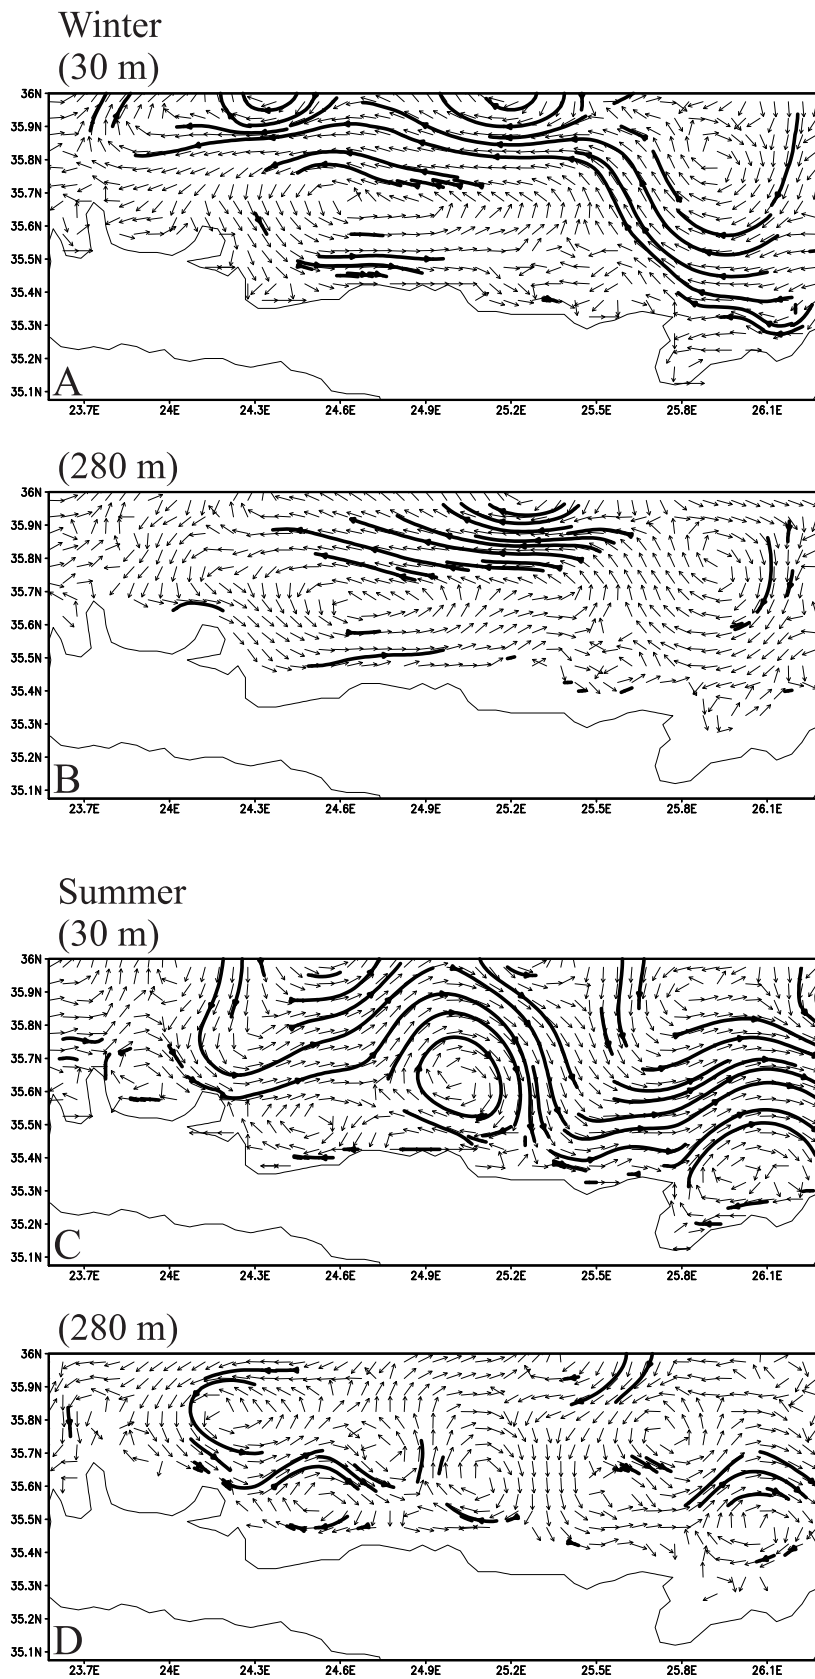 Winter
(30 m)
36N
35.9N
35.8N
35.7N
35.6N
35.5N
35.4N
35.3N
35.2N
35.1N
A
23.7E 24E 24.3E 24.6E 24.9E 25.2E 25.5E 25.8E 26.1E
(280 m)
36N
35.9N
35.8N
35.7N
35.6N
35.5N
35.4N
35.3N
35.2N
35.1N
B
23.7E 24E 24.3E 24.6E 24.9E 25.2E 25.5E 25.8E 26.1E
Summer
(30 m)
36N
35.9N
35.8N
35.7N
35.6N
35.5N
35.4N
35.3N
35.2N
35.1N
C
23.7E 24E 24.3E 24.6E 24.9E 25.2E 25.5E 25.8E 26.1E
(280 m)
36N
35.9N
35.8N
35.7N
35.6N
35.5N
35.4N
35.3N
35.2N
35.1N
D
23.7E 24E 24.3E 24.6E 24.9E 25.2E 25.5E 25.8E 26.1E